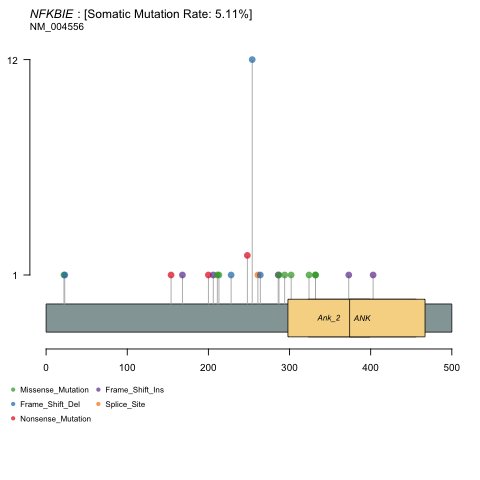 NFKBIE : [Somatic Mutation Rate: 5.11%]
NM_004556
12
1
Ank_2 ANK
0 100 200 300 400 500
Missense_Mutation Frame_Shift_Ins
Frame_Shift_Del Splice_Site
Nonsense_Mutation